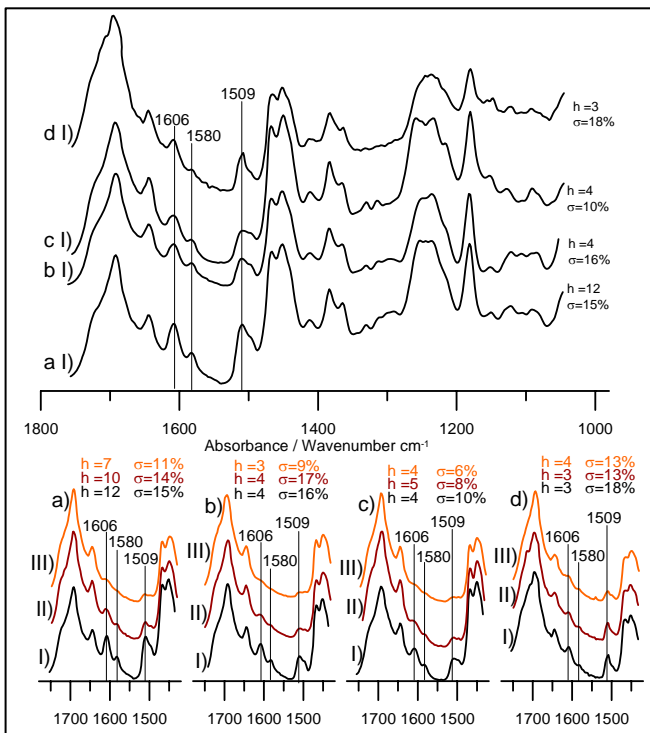 1606
1580
1509
d I)
h =3
σ=18%
c I)
h =4
σ=10%
b I)
h =4
σ=16%
a I)
h =12
σ=15%
1800 1600 1400 1200 1000
Absorbance / Wavenumber cm-1
h =7 σ=11%
h =10 σ=14%
h =12 σ=15%
a)
1606
1580
1509
III)
II)
I)
1700 1600 1500
h =3 σ=9%
h =4 σ=17%
h =4 σ=16%
b)
1606
1580
1509
III)
II)
I)
1700 1600 1500
h =4 σ=6%
h =5 σ=8%
h =4 σ=10%
c)
1606
1580
1509
III)
II)
I)
1700 1600 1500
h =4 σ=13%
h =3 σ=13%
h =3 σ=18%
d)
1606
1580
1509
III)
II)
I)
1700 1600 1500